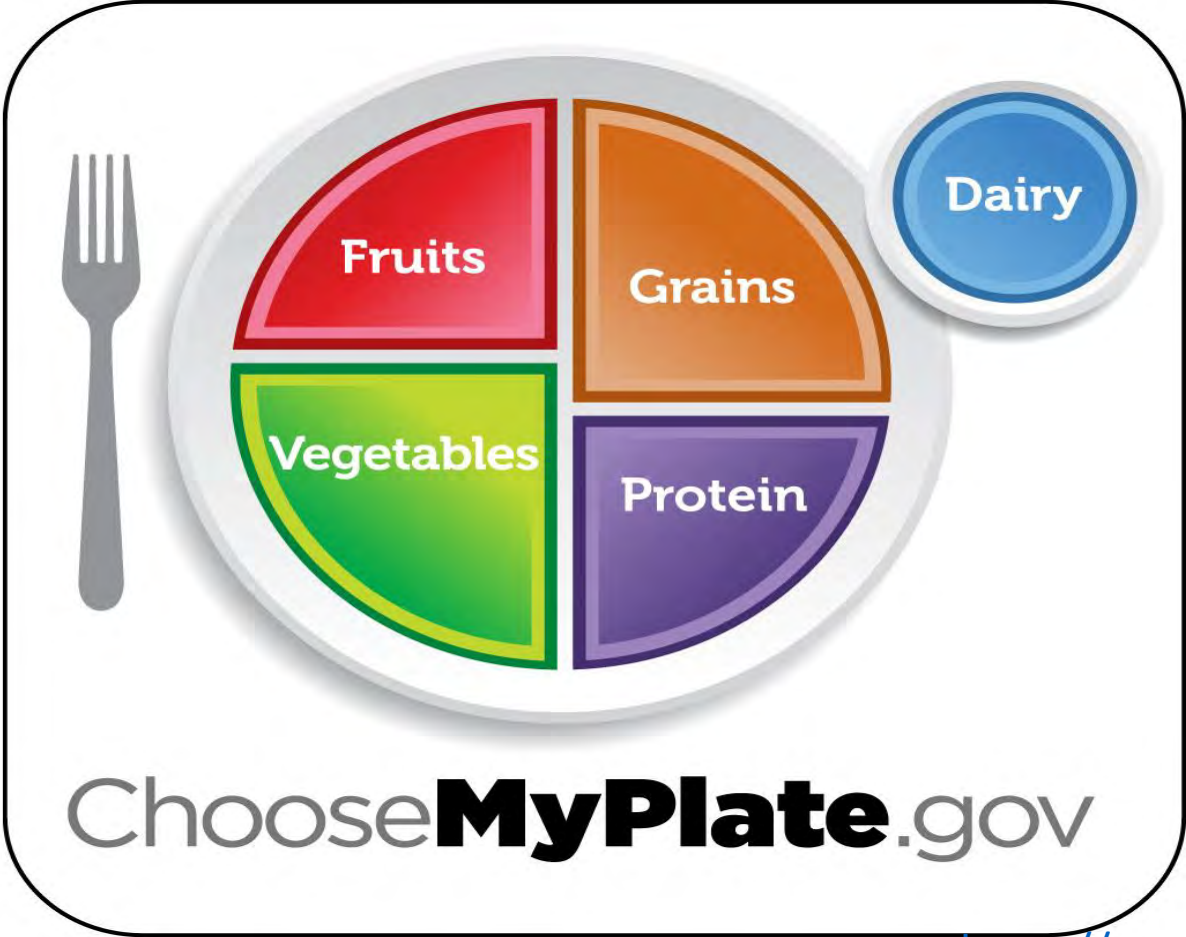 Fruits
Grains
Dairy
Vegetables
Protein
ChooseMyPlate.gov